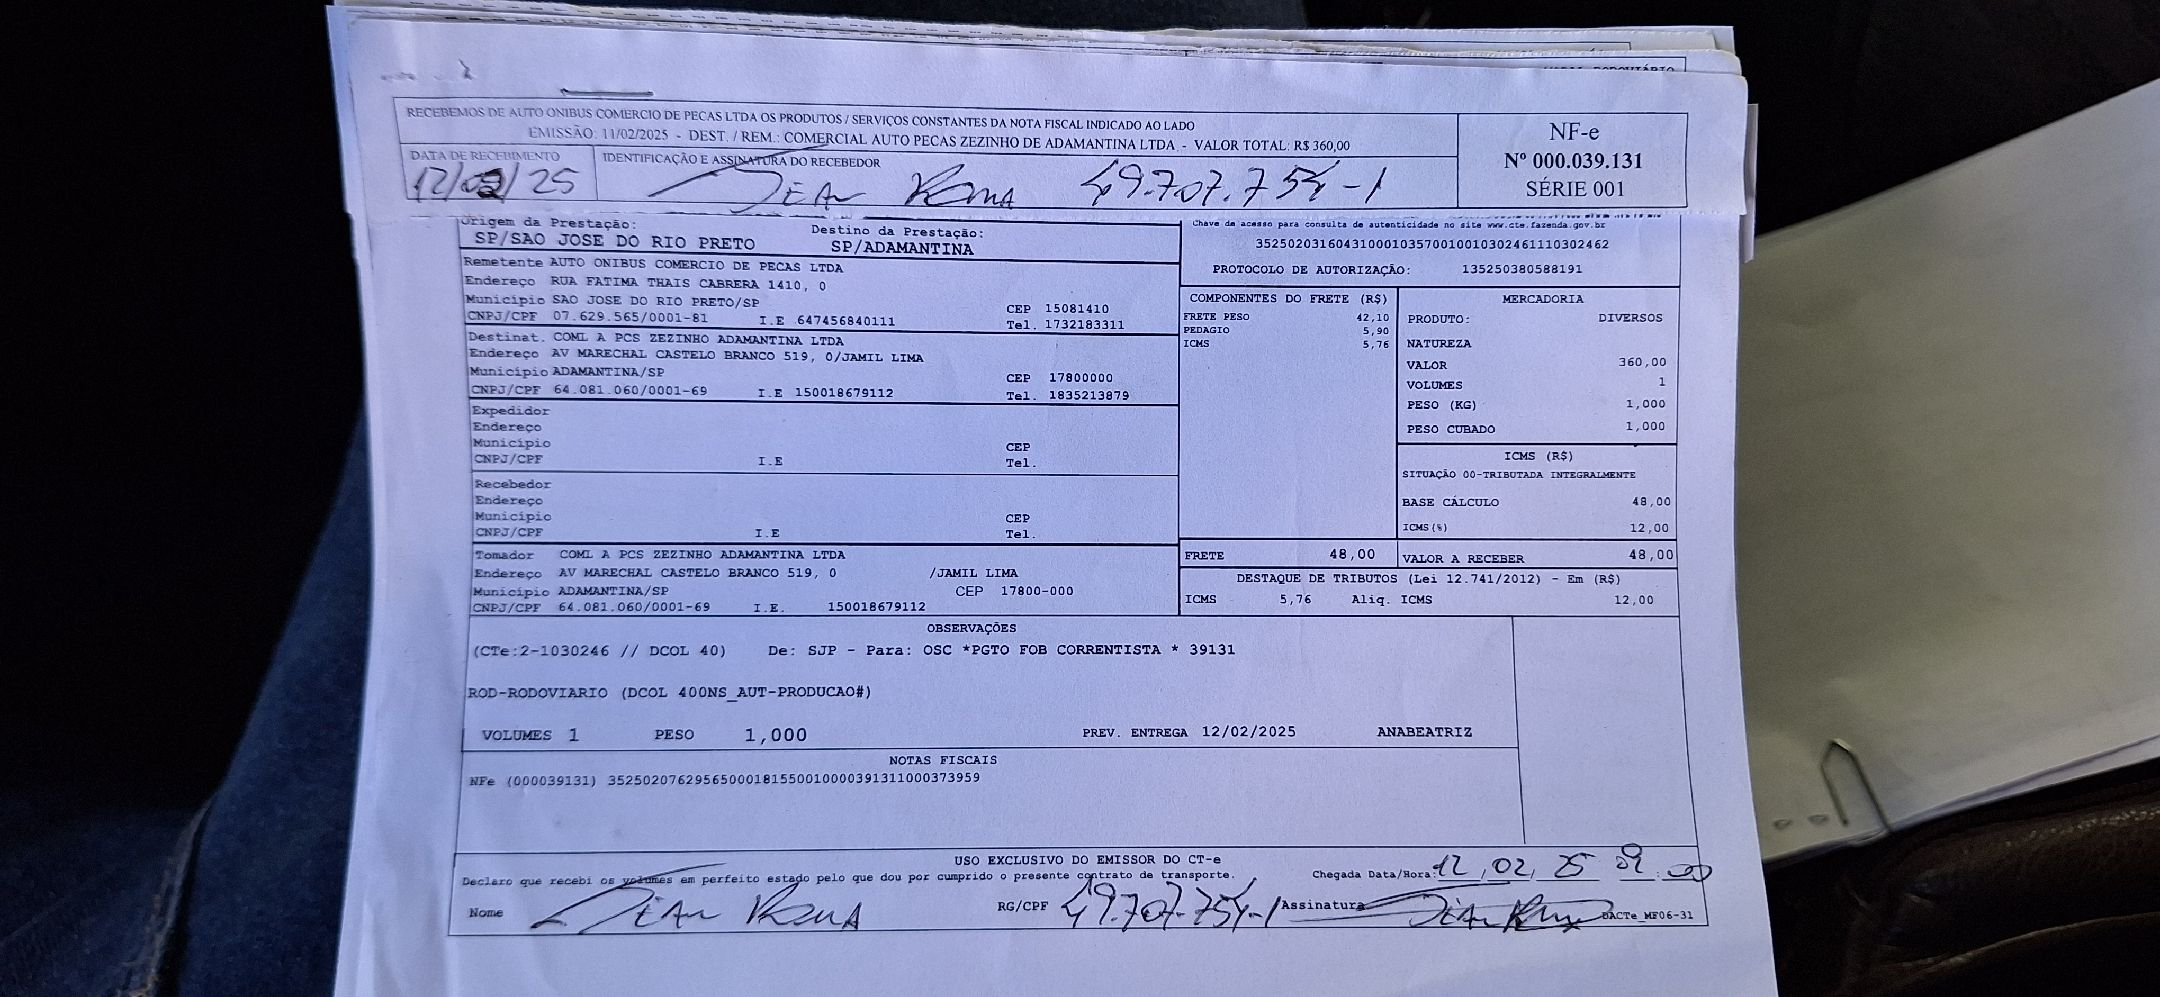 RECEBEMOS DE AUTO ONIBUS COMERCIO DE PECAS LTDA OS PRODUTOS / SERVIÇOS CONSTANTES DA NOTA FISCAL INDICADO AO LADO
EMISSÃO: 11/02/2025 - DEST. / REM.: COMERCIAL AUTO PECAS ZEZINHO DE ADAMANTINA LTDA - VALOR TOTAL: R$ 360,00
DATA DE RECEBIMENTO
12/02/25
IDENTIFICAÇÃO E ASSINATURA DO RECEBEDOR
JEAN 49.707.754-1
NF-e
Nº 000.039.131
SÉRIE 001
Origem da Prestação: Destino da Prestação:
SP/SAO JOSE DO RIO PRETO SP/ADAMANTINA
Chave de acesso para consulta de autenticidade no site www.cte.fazenda.gov.br
35250203160431000103570010010302461110302462
PROTOCOLO DE AUTORIZAÇÃO: 135250380588191
Remetente AUTO ONIBUS COMERCIO DE PECAS LTDA
Endereço RUA FATIMA THAIS CABRERA 1410, 0
Município SAO JOSE DO RIO PRETO/SP CEP 15081410
CNPJ/CPF 07.629.565/0001-81 I.E 647456840111 Tel. 1732183311
Destinat. COML A PCS ZEZINHO ADAMANTINA LTDA
Endereço AV MARECHAL CASTELO BRANCO 519, 0/JAMIL LIMA
Município ADAMANTINA/SP CEP 17800000
CNPJ/CPF 64.081.060/0001-69 I.E 150018679112 Tel. 1835213879
Expedidor
Endereço
Município CEP
CNPJ/CPF I.E Tel.
Recebedor
Endereço
Município CEP
CNPJ/CPF I.E Tel.
Tomador COML A PCS ZEZINHO ADAMANTINA LTDA
Endereço AV MARECHAL CASTELO BRANCO 519, 0 /JAMIL LIMA
Município ADAMANTINA/SP CEP 17800-000
CNPJ/CPF 64.081.060/0001-69 I.E. 150018679112
COMPONENTES DO FRETE (R$)
FRETE PESO 42,10
PEDAGIO 5,90
ICMS 5,76
MERCADORIA
PRODUTO: DIVERSOS
NATUREZA
VALOR 360,00
VOLUMES 1
PESO (KG) 1,000
PESO CUBADO 1,000
ICMS (R$)
SITUAÇÃO 00-TRIBUTADA INTEGRALMENTE
BASE CÁLCULO 48,00
ICMS(%) 12,00
FRETE 48,00 VALOR A RECEBER 48,00
DESTAQUE DE TRIBUTOS (Lei 12.741/2012) - Em (R$)
ICMS 5,76 Aliq. ICMS 12,00
OBSERVAÇÕES
(CTe:2-1030246 // DCOL 40) De: SJP - Para: OSC *PGTO FOB CORRENTISTA * 39131
ROD-RODOVIARIO (DCOL 400NS_AUT-PRODUCAO#)
VOLUMES 1 PESO 1,000 PREV. ENTREGA 12/02/2025 ANABEATRIZ
NOTAS FISCAIS
NFe (000039131) 35250207629565000181550010000391311000373959
USO EXCLUSIVO DO EMISSOR DO CT-e
Declaro que recebi os volumes em perfeito estado pelo que dou por cumprido o presente contrato de transporte. Chegada Data/Hora: 12, 02, 25 09:00
Nome JEAN RG/CPF 49.707.754-1 Assinatura JEAN DACTe_MF06-31